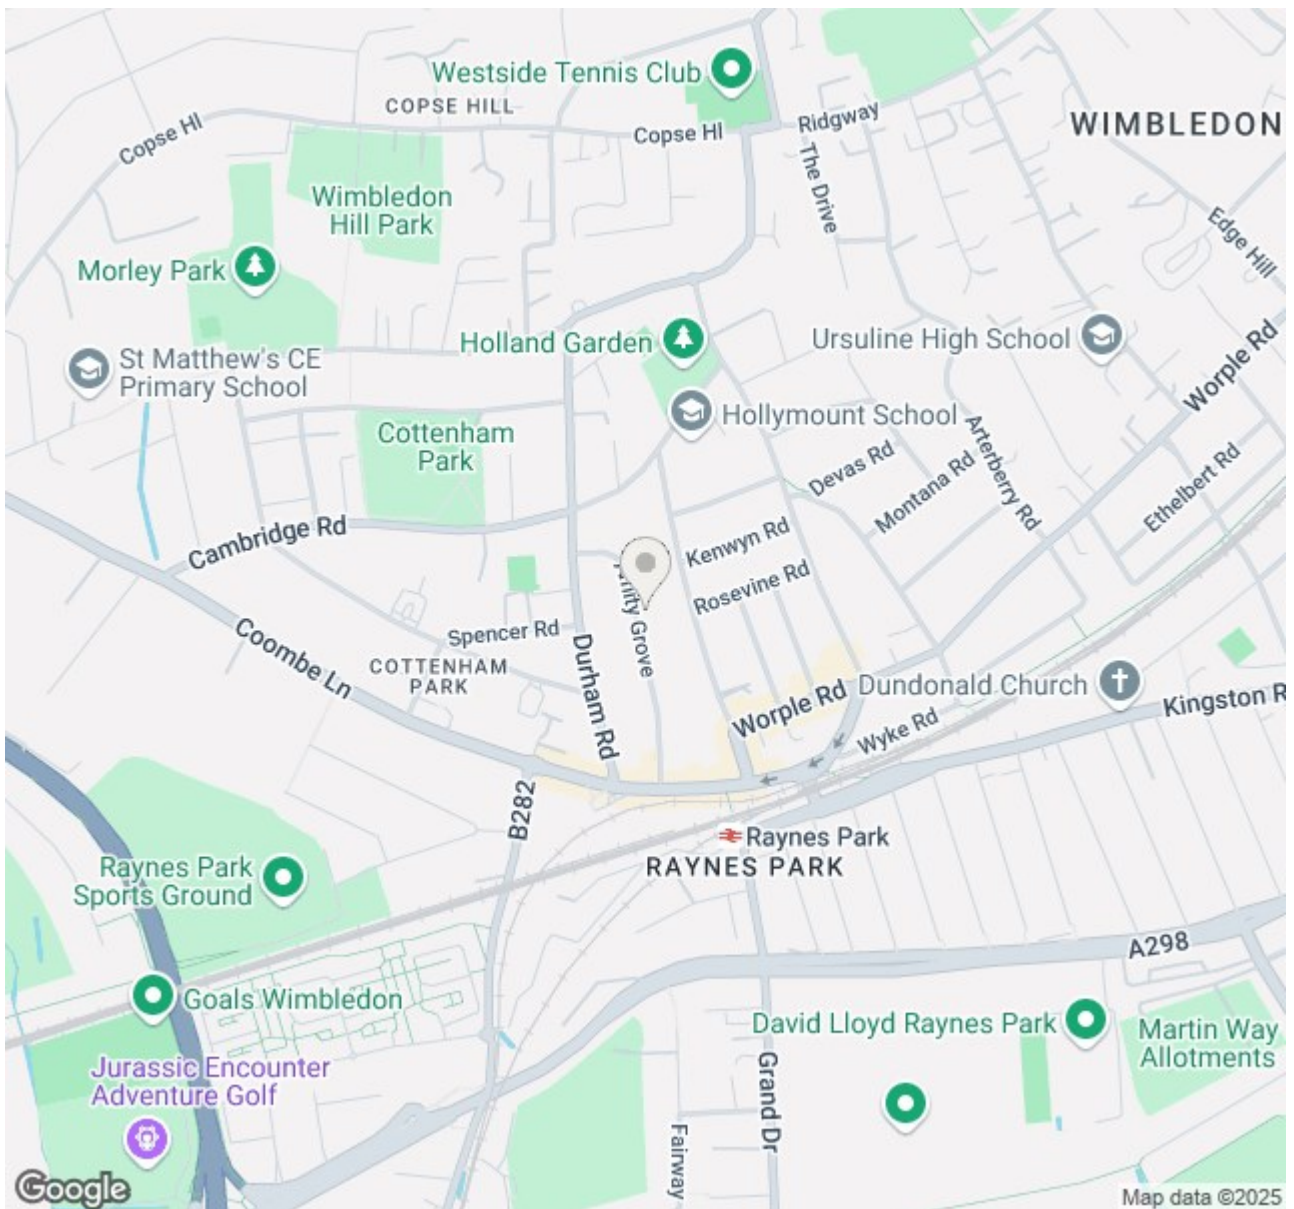 Westside Tennis Club
COPSE HILL
Copse Hl
Copse Hl
Ridgway
WIMBLEDON
The Drive
Wimbledon
Hill Park
Edge Hill
Morley Park
Holland Garden
Ursuline High School
St Matthew's CE
Primary School
Worple Rd
Hollymount School
Cottenham
Park
Arterberry Rd
Devas Rd
Montana Rd
Ethelbert Rd
Cambridge Rd
Kenwyn Rd
Rosevine Rd
Grove
Spencer Rd
Coombe Ln
COTTENHAM
PARK
Durham Rd
Dundonald Church
Worple Rd
Wyke Rd
Kingston R
B282
Raynes Park
RAYNES PARK
Raynes Park
Sports Ground
A298
Goals Wimbledon
David Lloyd Raynes Park
Martin Way
Allotments
Jurassic Encounter
Adventure Golf
Grand Dr
Fairway
Google
Map data ©2025